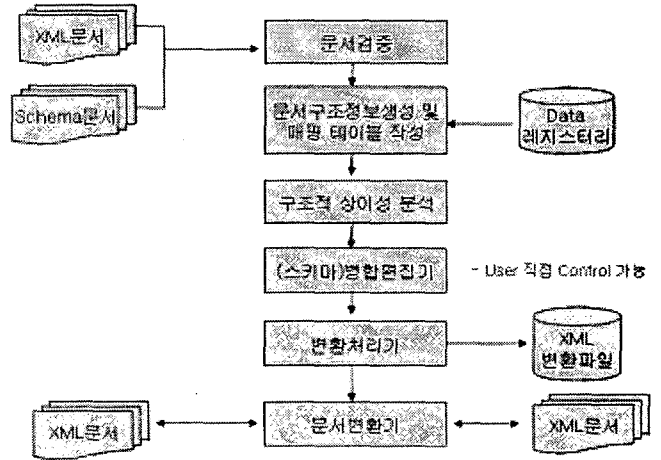 XML문서
문서검증
Schema문서
문서구조정보생성 및
매핑 테이블 작성
Data
레지스터리
구조적 상이성 분석
(스키마)병합편집기
- User 직접 Control 가능
변환처리기
XML
변환파일
XML문서
문서변환기
XML문서